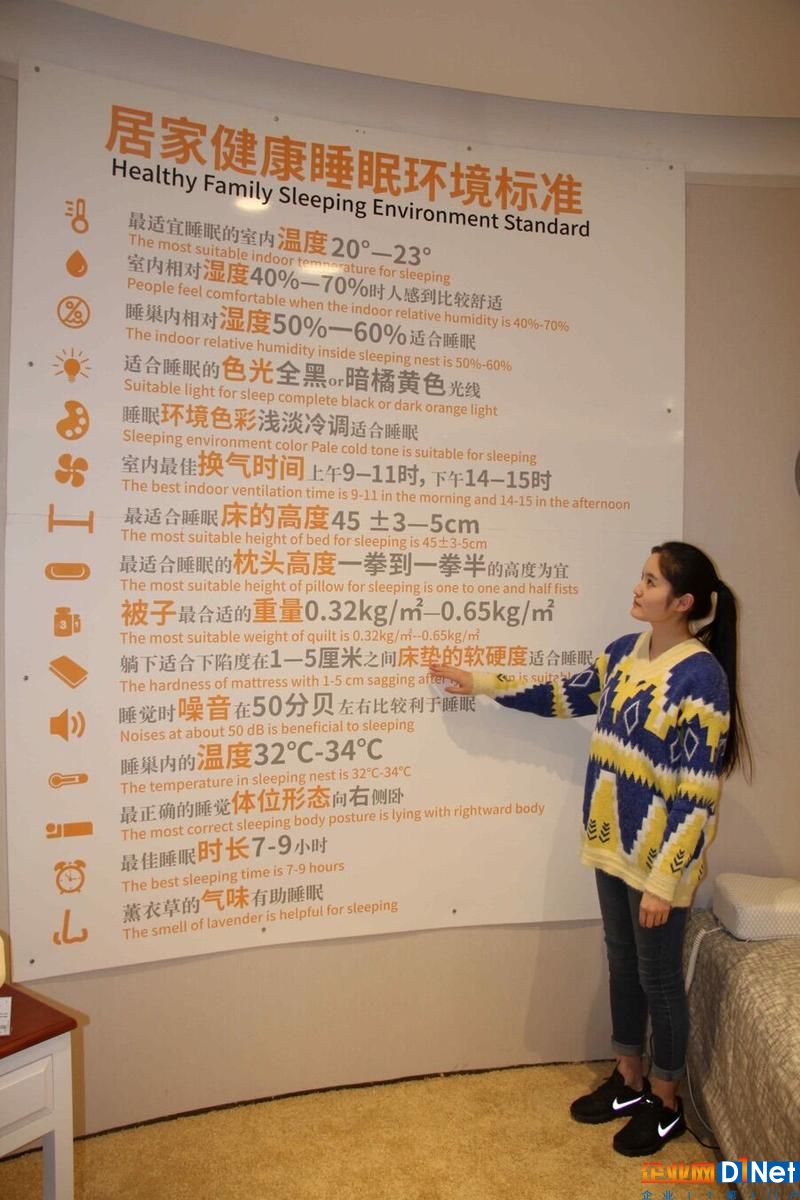 居家健康睡眠环境标准
Healthy Family Sleeping Environment Standard
最适宜睡眠的室内温度20°—23°
The most suitable indoor temperature for sleeping
室内相对湿度40%—70%时人感到比较舒适
People feel comfortable when the indoor relative humidity is 40%-70%
睡巢内相对湿度50%—60%适合睡眠
The indoor relative humidity inside sleeping nest is 50%-60%
适合睡眠的色光全黑or暗橘黄色光线
Suitable light for sleep complete black or dark orange light
睡眠环境色彩浅淡冷调适合睡眠
Sleeping environment color Pale cold tone is suitable for sleeping
室内最佳换气时间上午9—11时, 下午14—15时
The best indoor ventilation time is 9-11 in the morning and 14-15 in the afternoon
最适合睡眠床的高度45 ±3—5cm
The most suitable height of bed for sleeping is 45±3-5cm
最适合睡眠的枕头高度一拳到一拳半的高度为宜
The most suitable height of pillow for sleeping is one to one and half fists
被子最合适的重量0.32kg/㎡—0.65kg/㎡
The most suitable weight of quilt is 0.32kg/㎡--0.65kg/㎡
躺下适合下陷度在1—5厘米之间床垫的软硬度适合睡眠
The hardness of mattress with 1-5 cm sagging after is
睡觉时噪音在50分贝左右比较利于睡眠
Noises at about 50 dB is beneficial to sleeping
睡巢内的温度32℃-34℃
The temperature in sleeping nest is 32℃-34℃
最正确的睡觉体位形态向右侧卧
The most correct sleeping body posture is lying with rightward body
最佳睡眠时长7-9小时
The best sleeping time is 7-9 hours
薰衣草的气味有助睡眠
The smell of lavender is helpful for sleeping
3 1
企业网D1Net